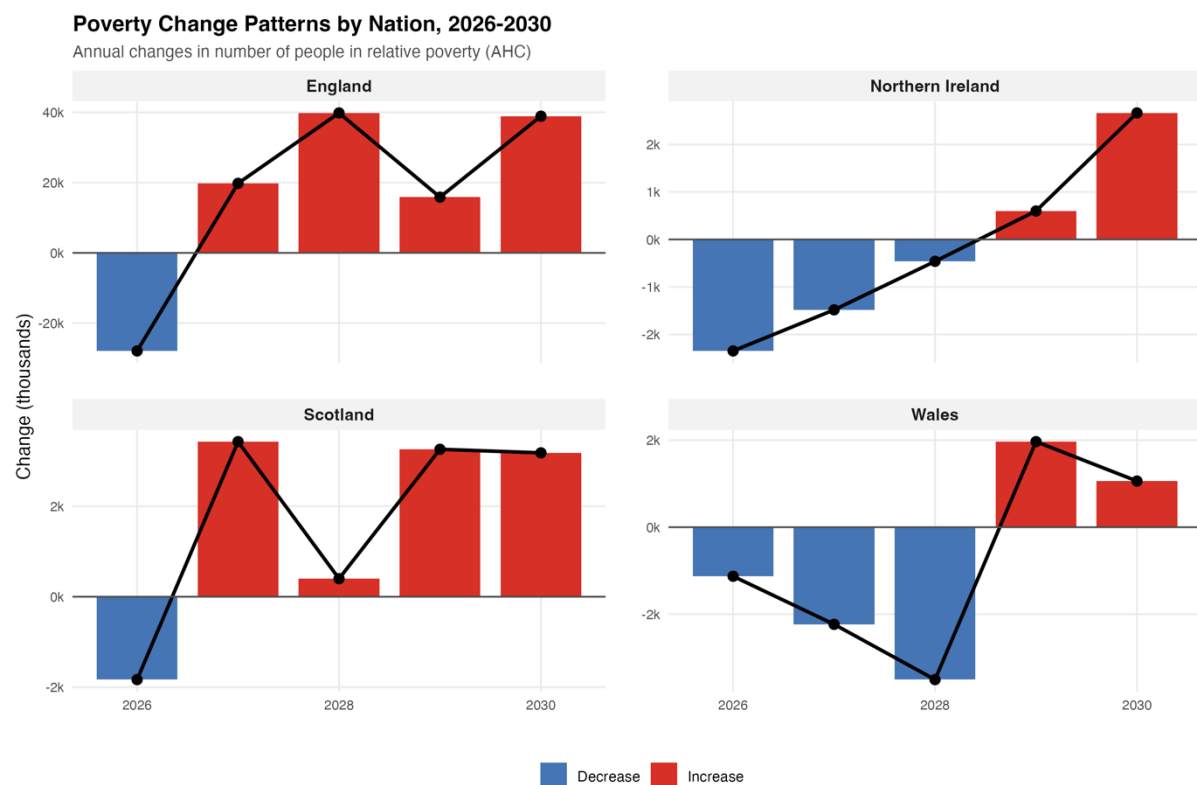 Poverty Change Patterns by Nation, 2026-2030
Annual changes in number of people in relative poverty (AHC)
Change (thousands)
England
40k
20k
0k
-20k
Northern Ireland
2k
1k
0k
-1k
-2k
Scotland
2k
0k
-2k
2026
2028
2030
Wales
2k
0k
-2k
2026
2028
2030
Decrease
Increase